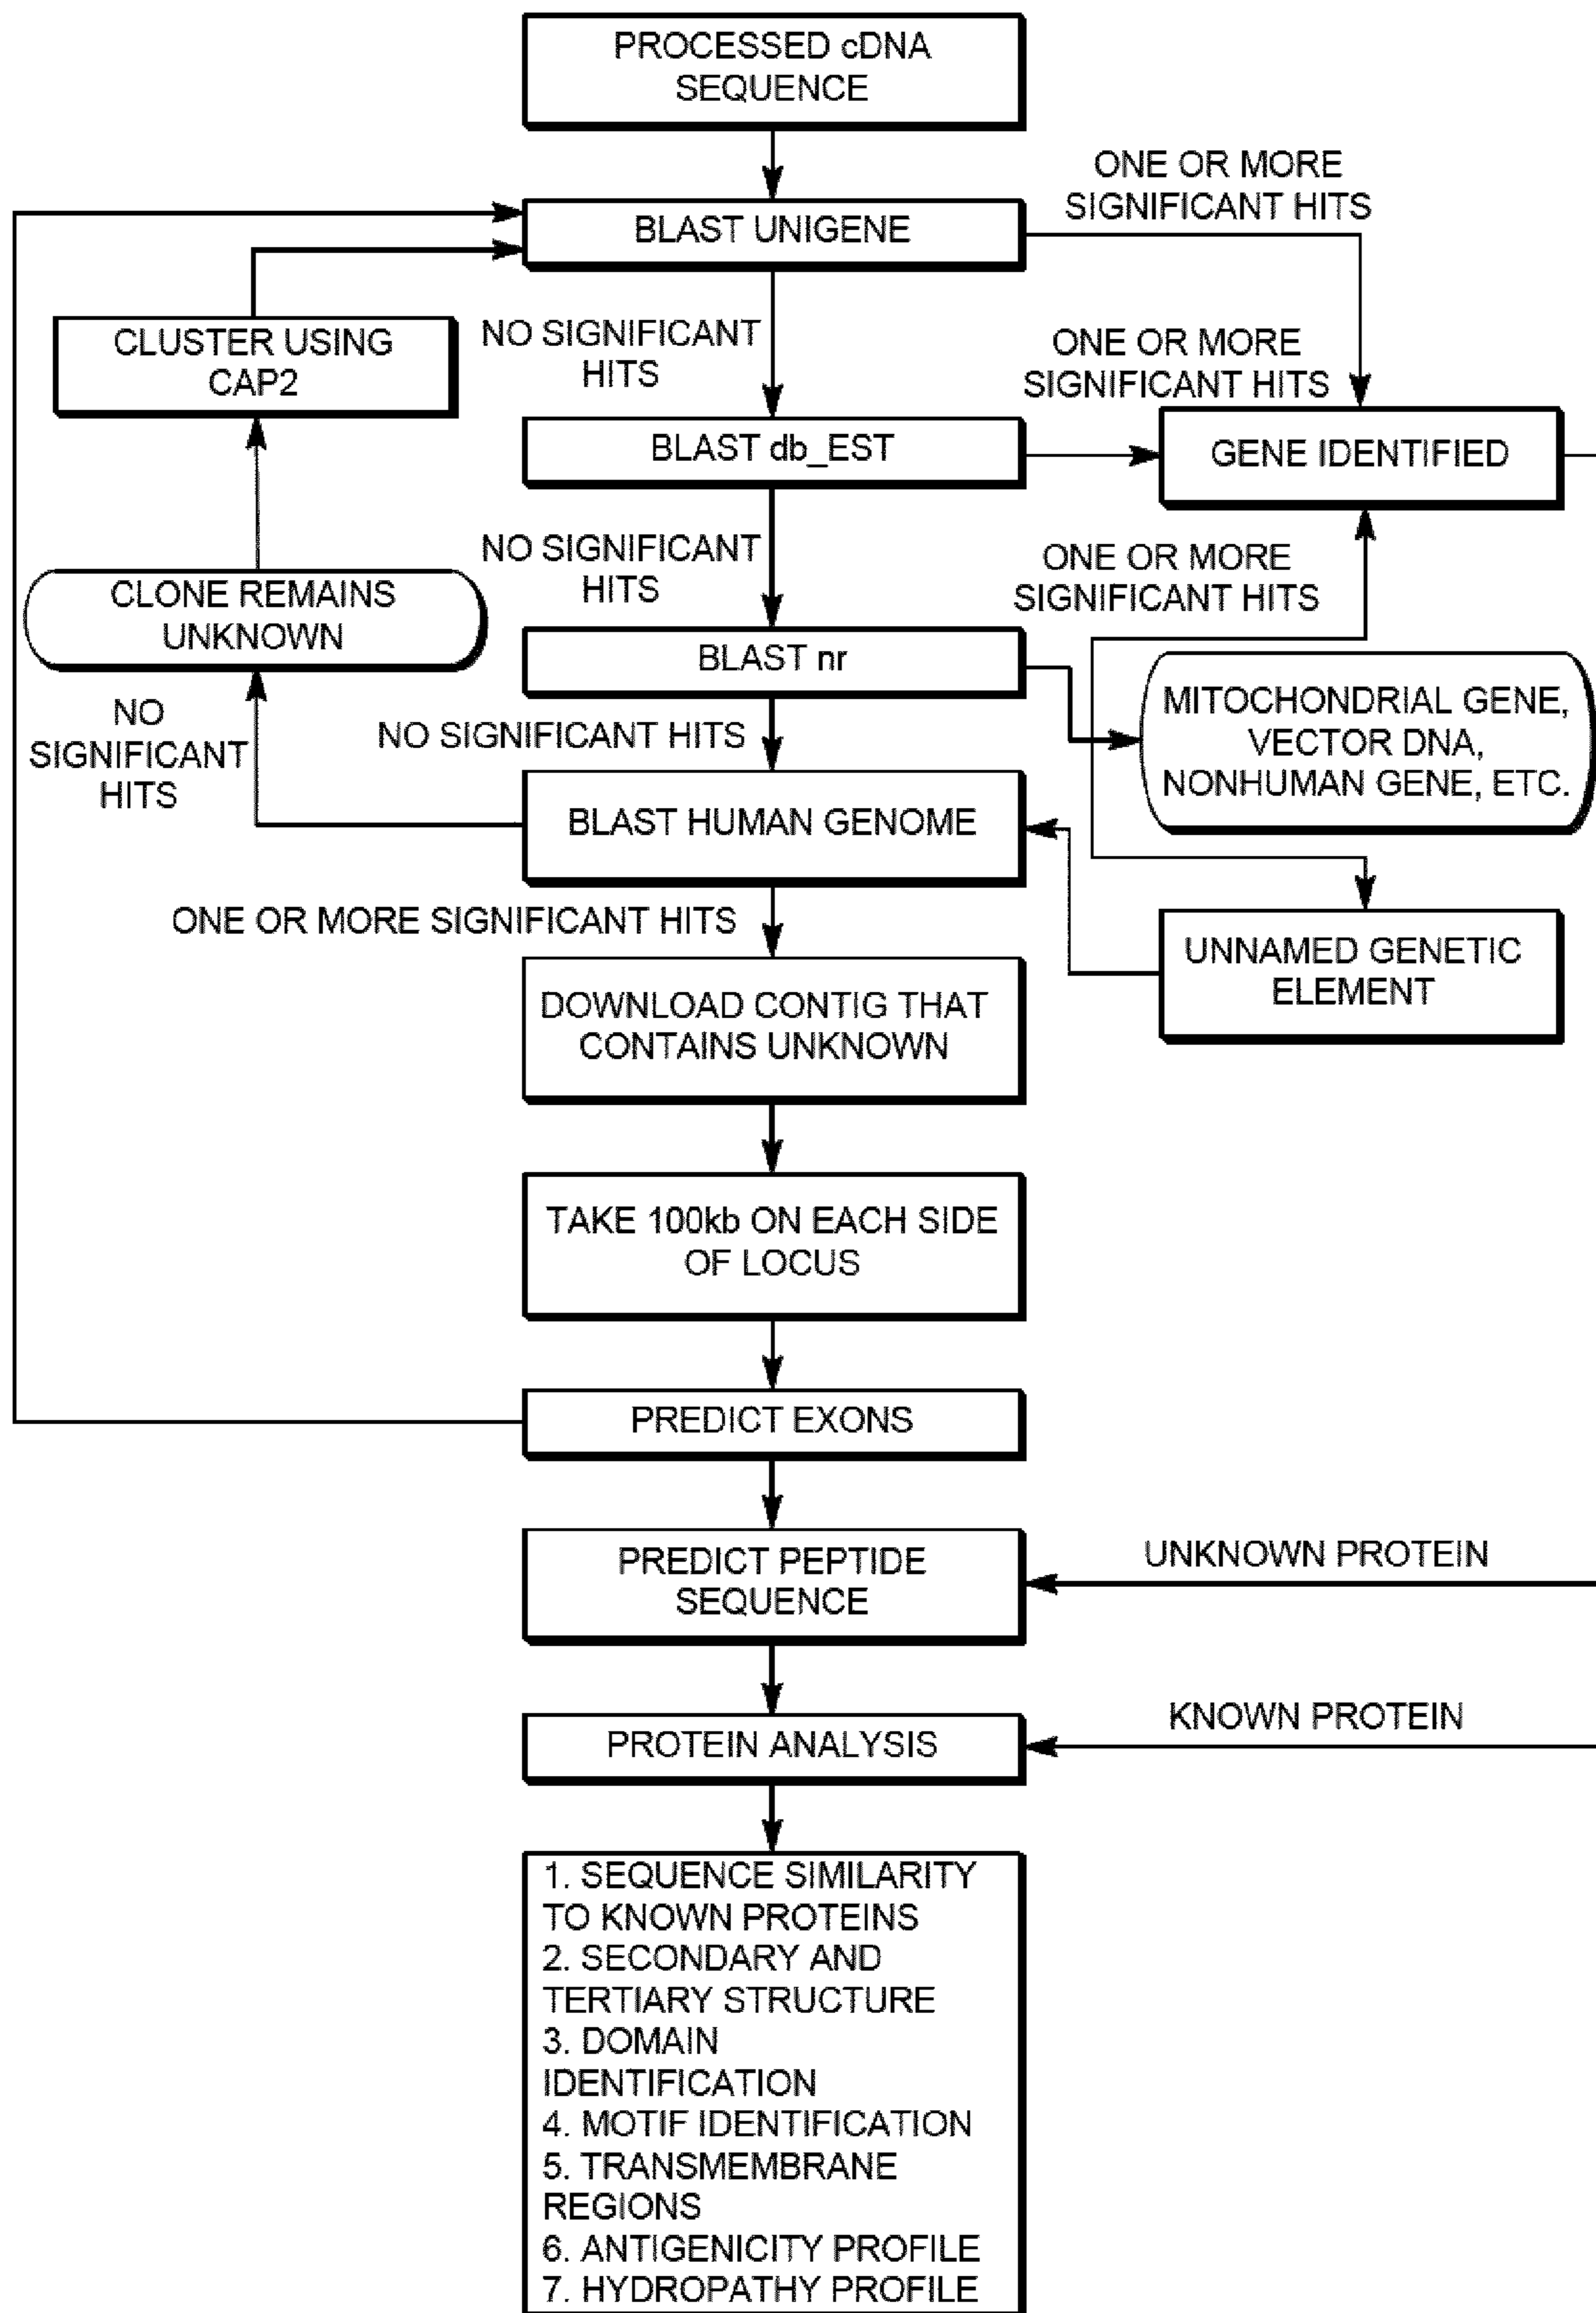 PROCESSED cDNA
SEQUENCE
ONE OR MORE
SIGNIFICANT HITS
BLAST UNIGENE
CLUSTER USING
CAP2
NO SIGNIFICANT
HITS
ONE OR MORE
SIGNIFICANT HITS
BLAST db_EST
GENE IDENTIFIED
NO SIGNIFICANT
HITS
ONE OR MORE
SIGNIFICANT HITS
CLONE REMAINS
UNKNOWN
BLAST nr
MITOCHONDRIAL GENE,
VECTOR DNA,
NONHUMAN GENE, ETC.
NO
SIGNIFICANT
HITS
NO SIGNIFICANT HITS
BLAST HUMAN GENOME
ONE OR MORE SIGNIFICANT HITS
UNNAMED GENETIC
ELEMENT
DOWNLOAD CONTIG THAT
CONTAINS UNKNOWN
TAKE 100kb ON EACH SIDE
OF LOCUS
PREDICT EXONS
PREDICT PEPTIDE
SEQUENCE
UNKNOWN PROTEIN
PROTEIN ANALYSIS
KNOWN PROTEIN
1. SEQUENCE SIMILARITY
TO KNOWN PROTEINS
2. SECONDARY AND
TERTIARY STRUCTURE
3. DOMAIN
IDENTIFICATION
4. MOTIF IDENTIFICATION
5. TRANSMEMBRANE
REGIONS
6. ANTIGENICITY PROFILE
7. HYDROPATHY PROFILE